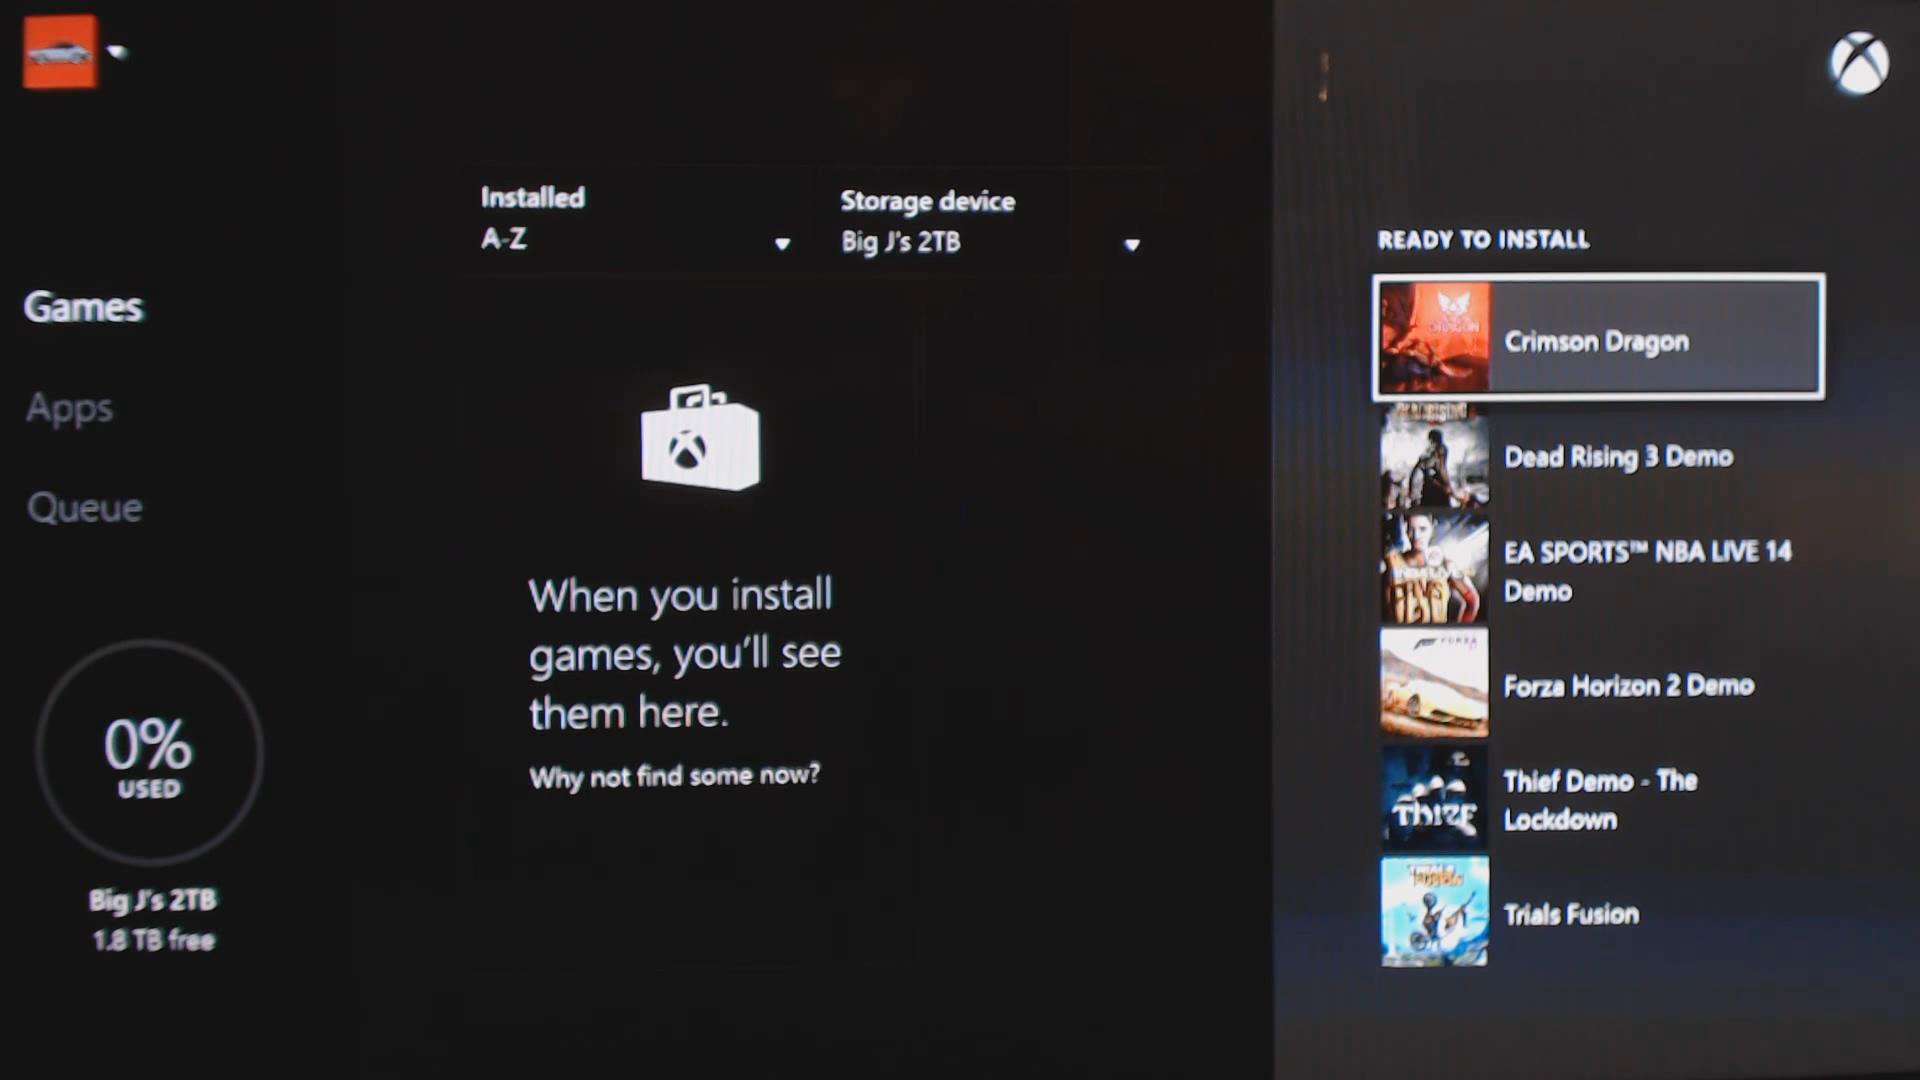 Installed
A-Z
Storage device
Big J's 2TB
Games
Apps
Queue
0%
USED
Big J's 2TB
1.8 TB free
When you install
games, you'll see
them here.
Why not find some now?
READY TO INSTALL
Crimson Dragon
Dead Rising 3 Demo
EA SPORTS™ NBA LIVE 14
Demo
Forza Horizon 2 Demo
THIEF
Thief Demo - The
Lockdown
Trials Fusion